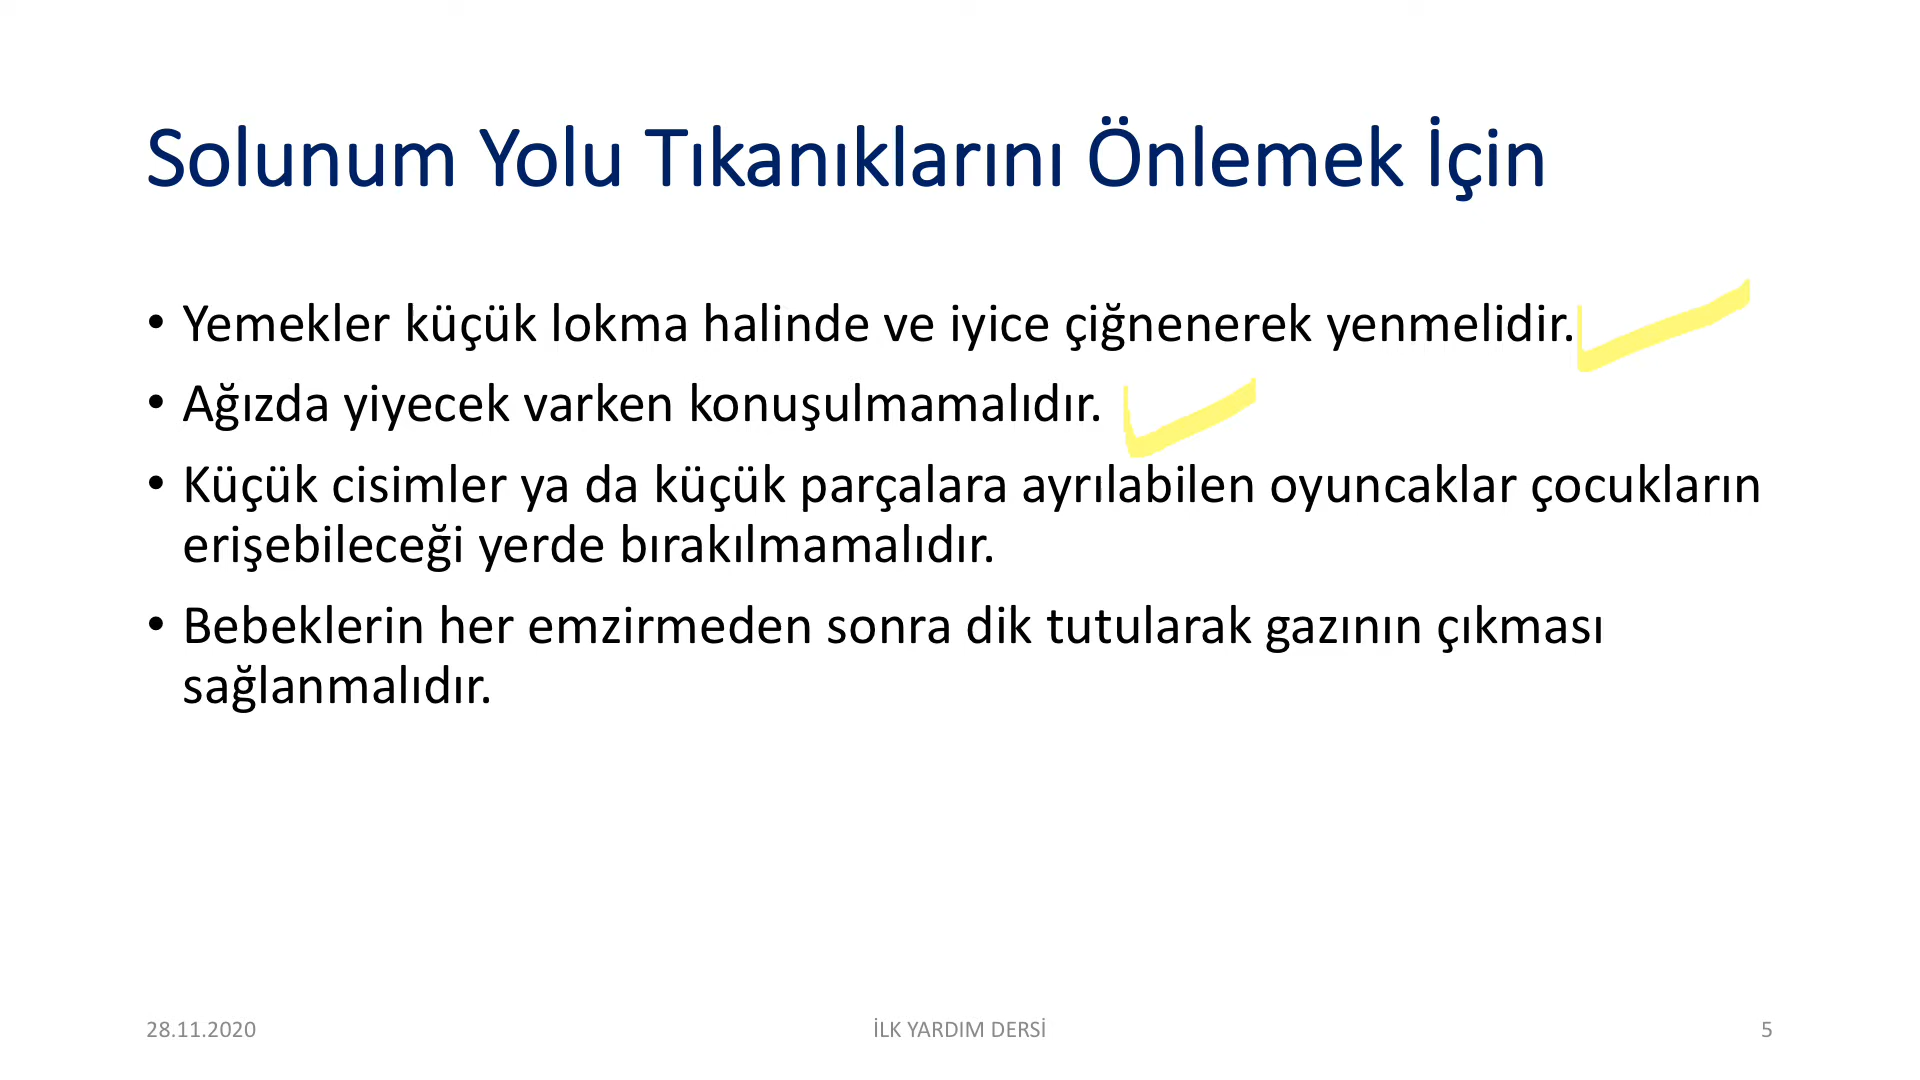 Solunum Yolu Tıkanıklarını Önlemek İçin
• Yemekler küçük lokma halinde ve iyice çiğnenerek yenmelidir.
• Ağızda yiyecek varken konuşulmamalıdır.
• Küçük cisimler ya da küçük parçalara ayrılabilen oyuncaklar çocukların
erişebileceği yerde bırakılmamalıdır.
• Bebeklerin her emzirmeden sonra dik tutularak gazının çıkması
sağlanmalıdır.
28.11.2020
İLK YARDIM DERSİ
5